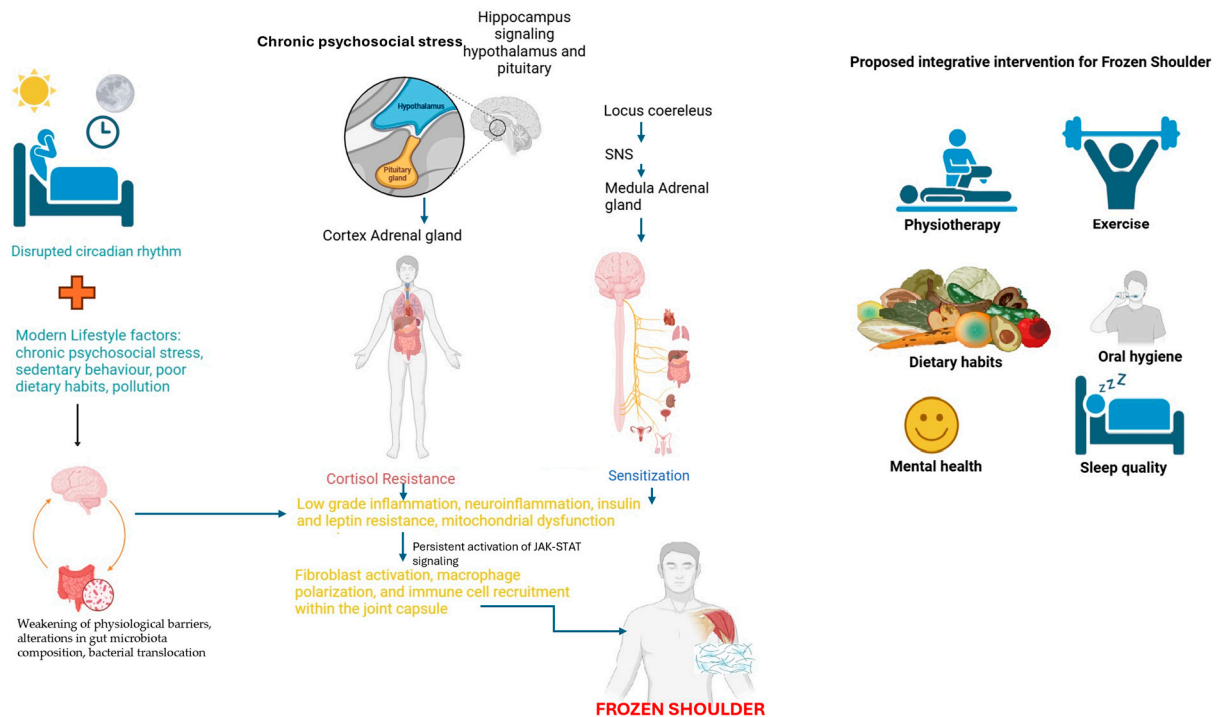 Chronic psychosocial stress
Hippocampus
signaling
hypothalamus and
pituitary
Hypothalamus
Pituitary
gland
Cortex Adrenal gland
Locus coereleus
SNS
Medula Adrenal
gland
Disrupted circadian rhythm
Modern Lifestyle factors:
chronic psychosocial stress,
sedentary behaviour, poor
dietary habits, pollution
Weakening of physiological barriers,
alterations in gut microbiota
composition, bacterial translocation
Cortisol Resistance
Sensitization
Low grade inflammation, neuroinflammation, insulin
and leptin resistance, mitochondrial dysfunction
Persistent activation of JAK-STAT
signaling
Fibroblast activation, macrophage
polarization, and immune cell recruitment
within the joint capsule
FROZEN SHOULDER
Proposed integrative intervention for Frozen Shoulder
Physiotherapy
Exercise
Dietary habits
Oral hygiene
zzz
Mental health
Sleep quality